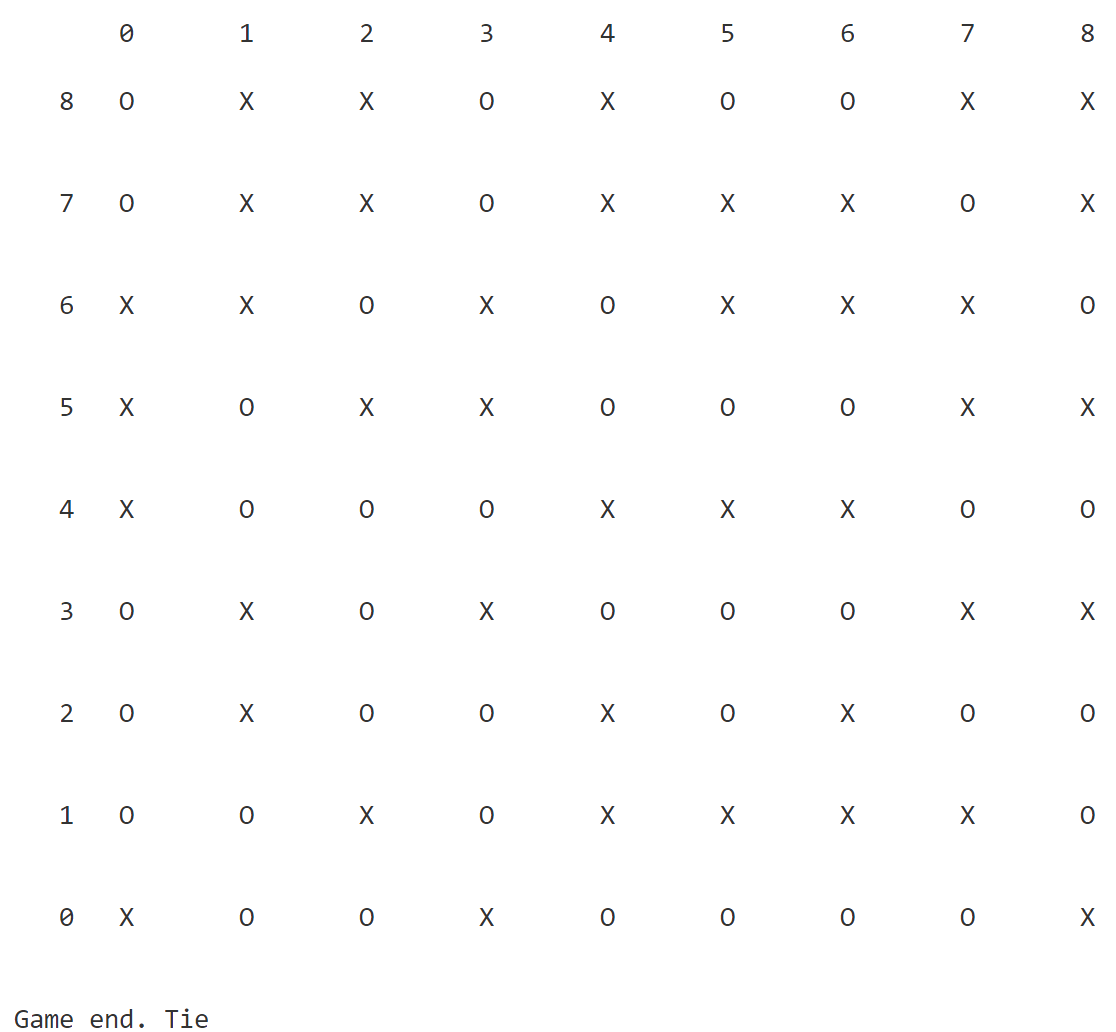 0 1 2 3 4 5 6 7 8
8 O X X O X O O X X
7 O X X O X X X O X
6 X X O X O X X X O
5 X O X X O O O X X
4 X O O O X X X O O
3 O X O X O O O X X
2 O X O O X O X O O
1 O O X O X X X X O
0 X O O X O O O O X
Game end. Tie